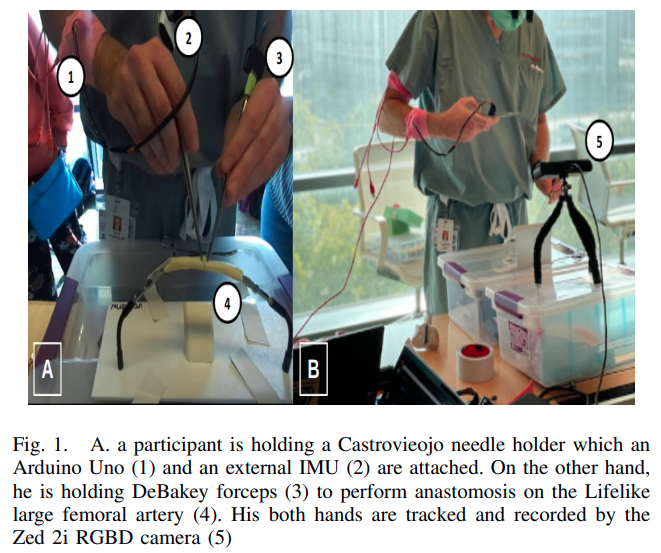 1
2
3
4
5
A
B
Fig. 1. A. a participant is holding a Castrovieojo needle holder which an
Arduino Uno (1) and an external IMU (2) are attached. On the other hand,
he is holding DeBakey forceps (3) to perform anastomosis on the Lifelike
large femoral artery (4). His both hands are tracked and recorded by the
Zed 2i RGBD camera (5)